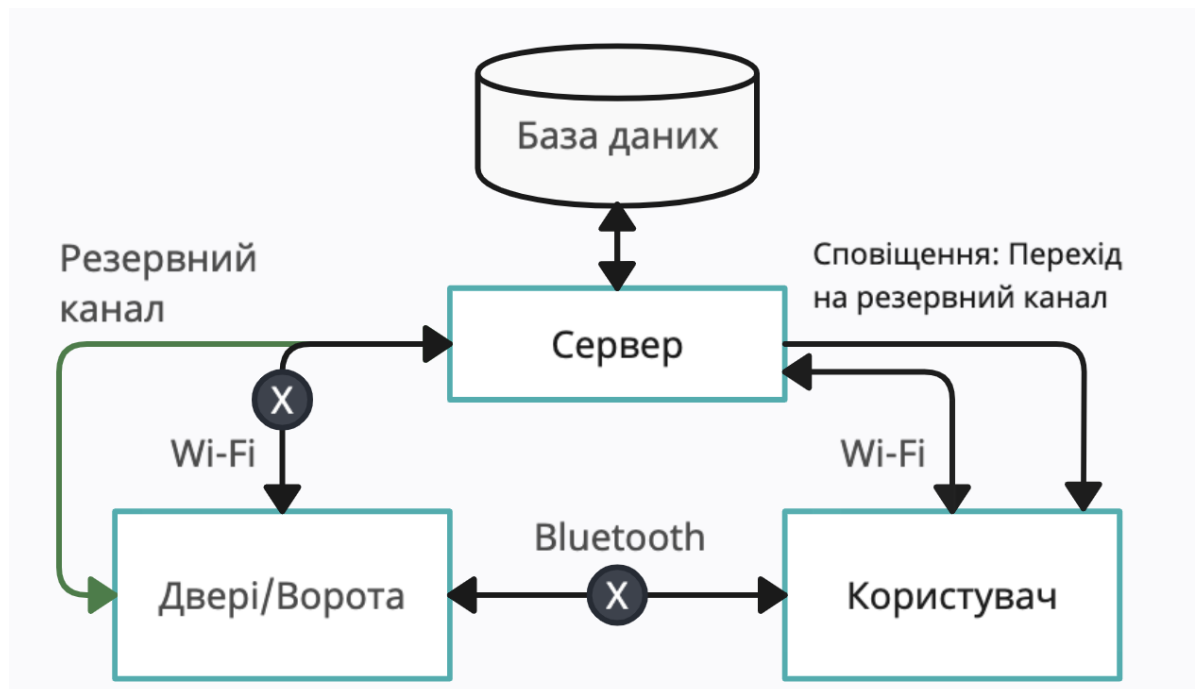 База даних
Резервний
канал
Сповіщення: Перехід
на резервний канал
Сервер
X
Wi-Fi
Wi-Fi
Bluetooth
Двері/Ворота
X
Користувач